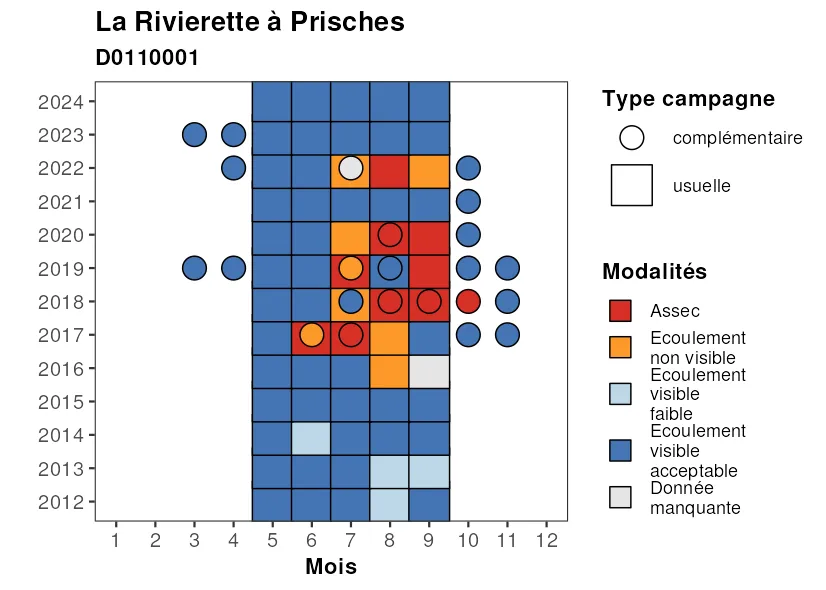 La Rivierette à Prisches
D0110001
2024
2023
2022
2021
2020
2019
2018
2017
2016
2015
2014
2013
2012
1 2 3 4 5 6 7 8 9 10 11 12
Mois
Type campagne
complémentaire
usuelle
Modalités
Assec
Ecoulement
non visible
Ecoulement
visible
faible
Ecoulement
visible
acceptable
Donnée
manquante